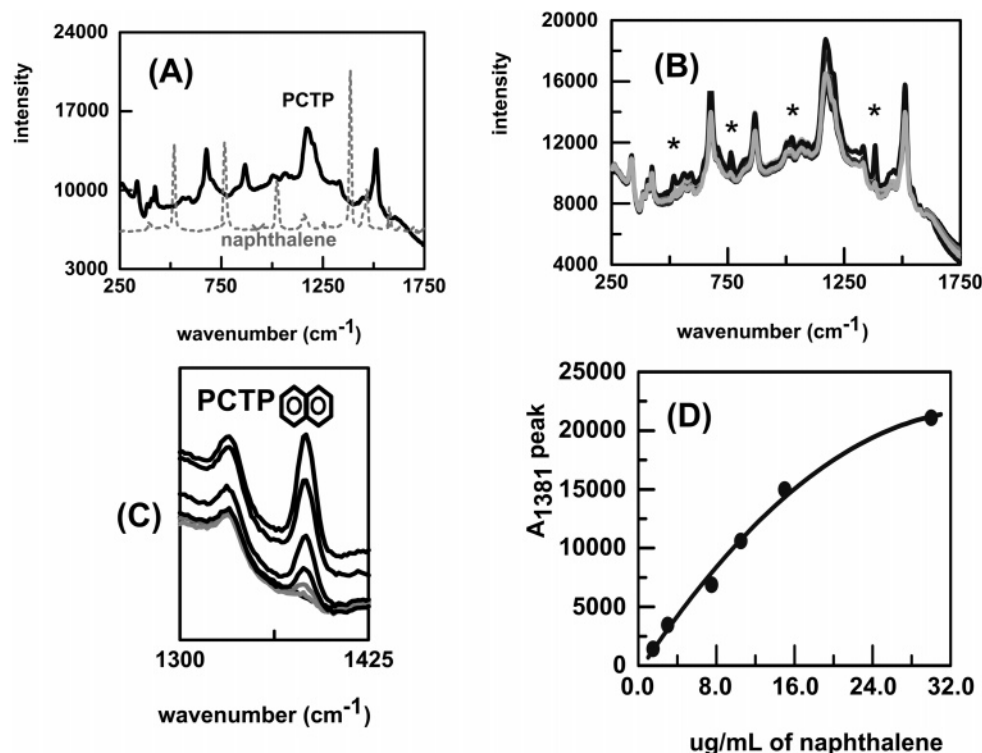 24000
(A)
PCTP
intensity
17000
10000
naphthalene
3000
250 750 1250 1750
wavenumber (cm-1)
20000
(B)
intensity
16000
12000
* * * *
8000
4000
250 750 1250 1750
wavenumber (cm-1)
PCTP
(C)
1300 1425
wavenumber (cm-1)
25000
(D)
20000
A1381 peak
15000
10000
5000
0
0.0 8.0 16.0 24.0 32.0
ug/mL of naphthalene